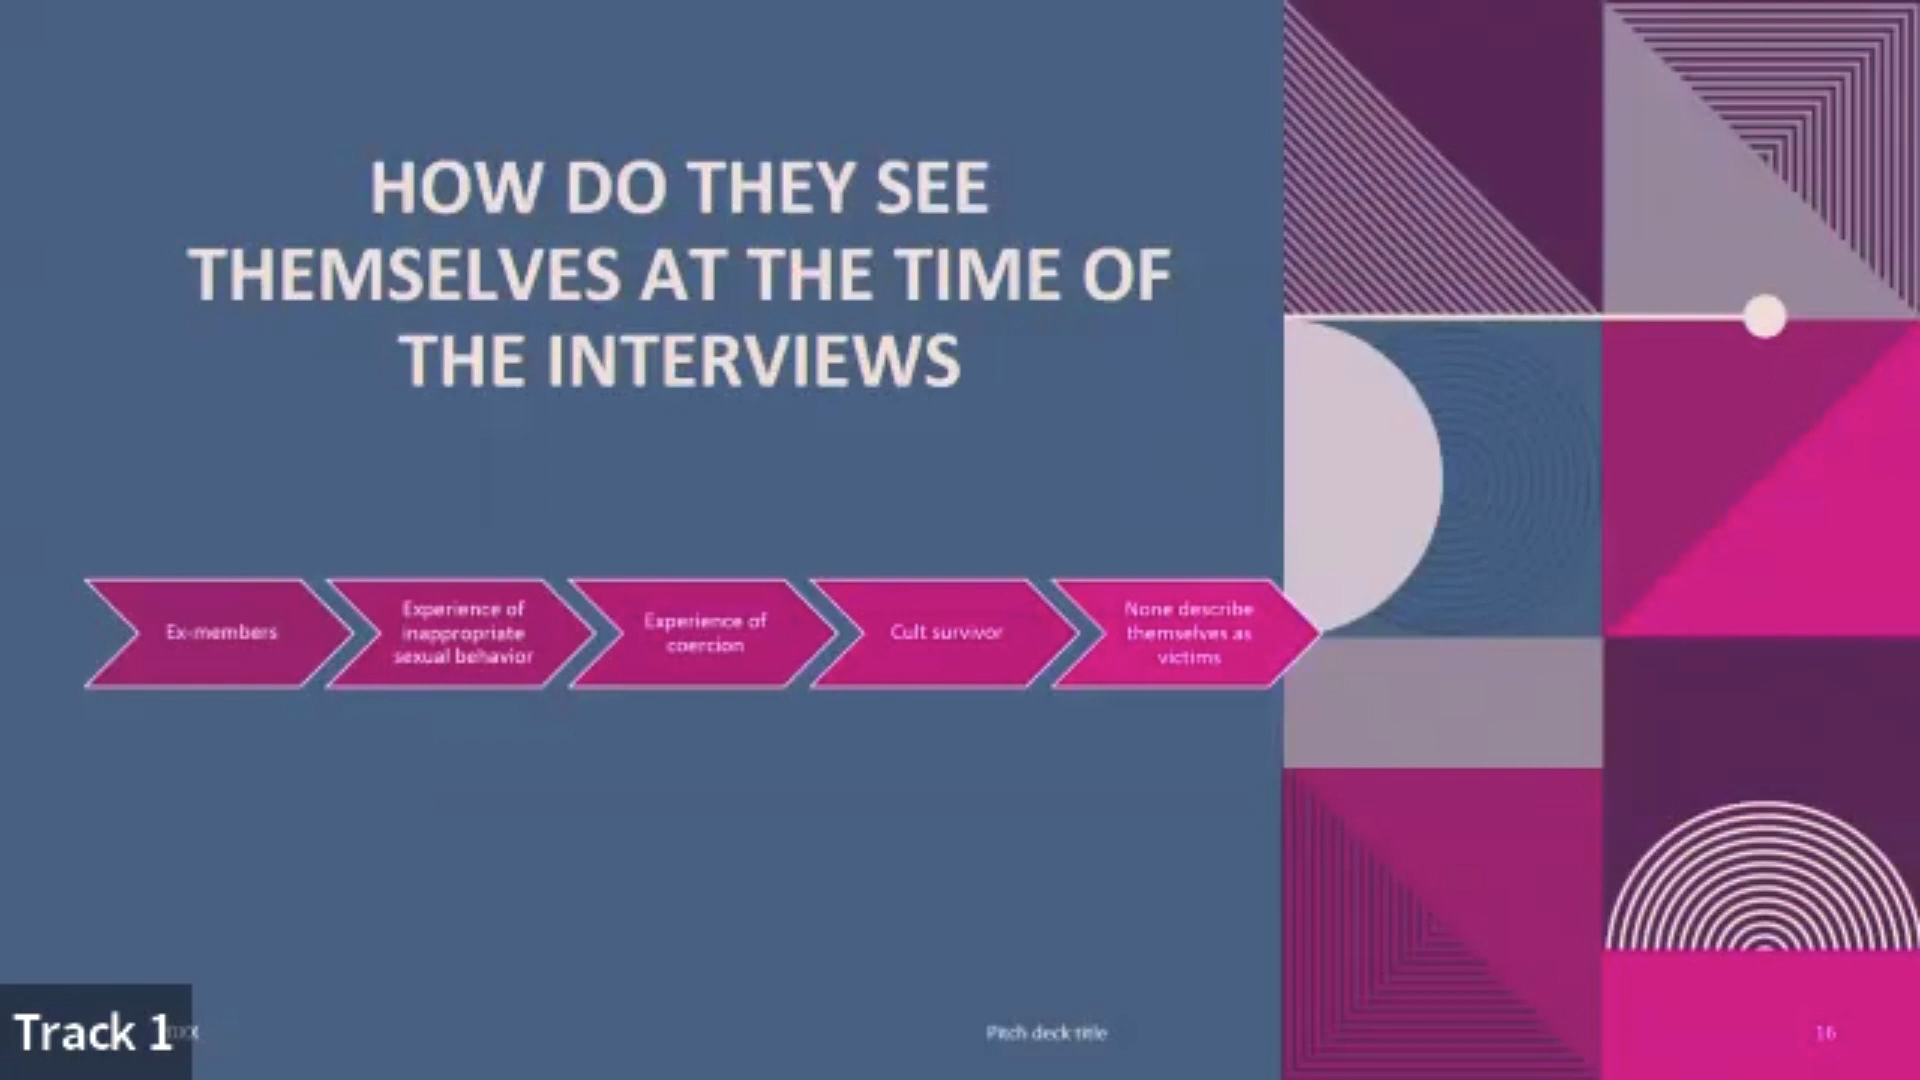 HOW DO THEY SEE
THEMSELVES AT THE TIME OF
THE INTERVIEWS
Ex-members
Experience of
inappropriate
sexual behavior
Experience of
coercion
Cult survivor
None describe
themselves as
victims
Track 1
Pitch deck title
16